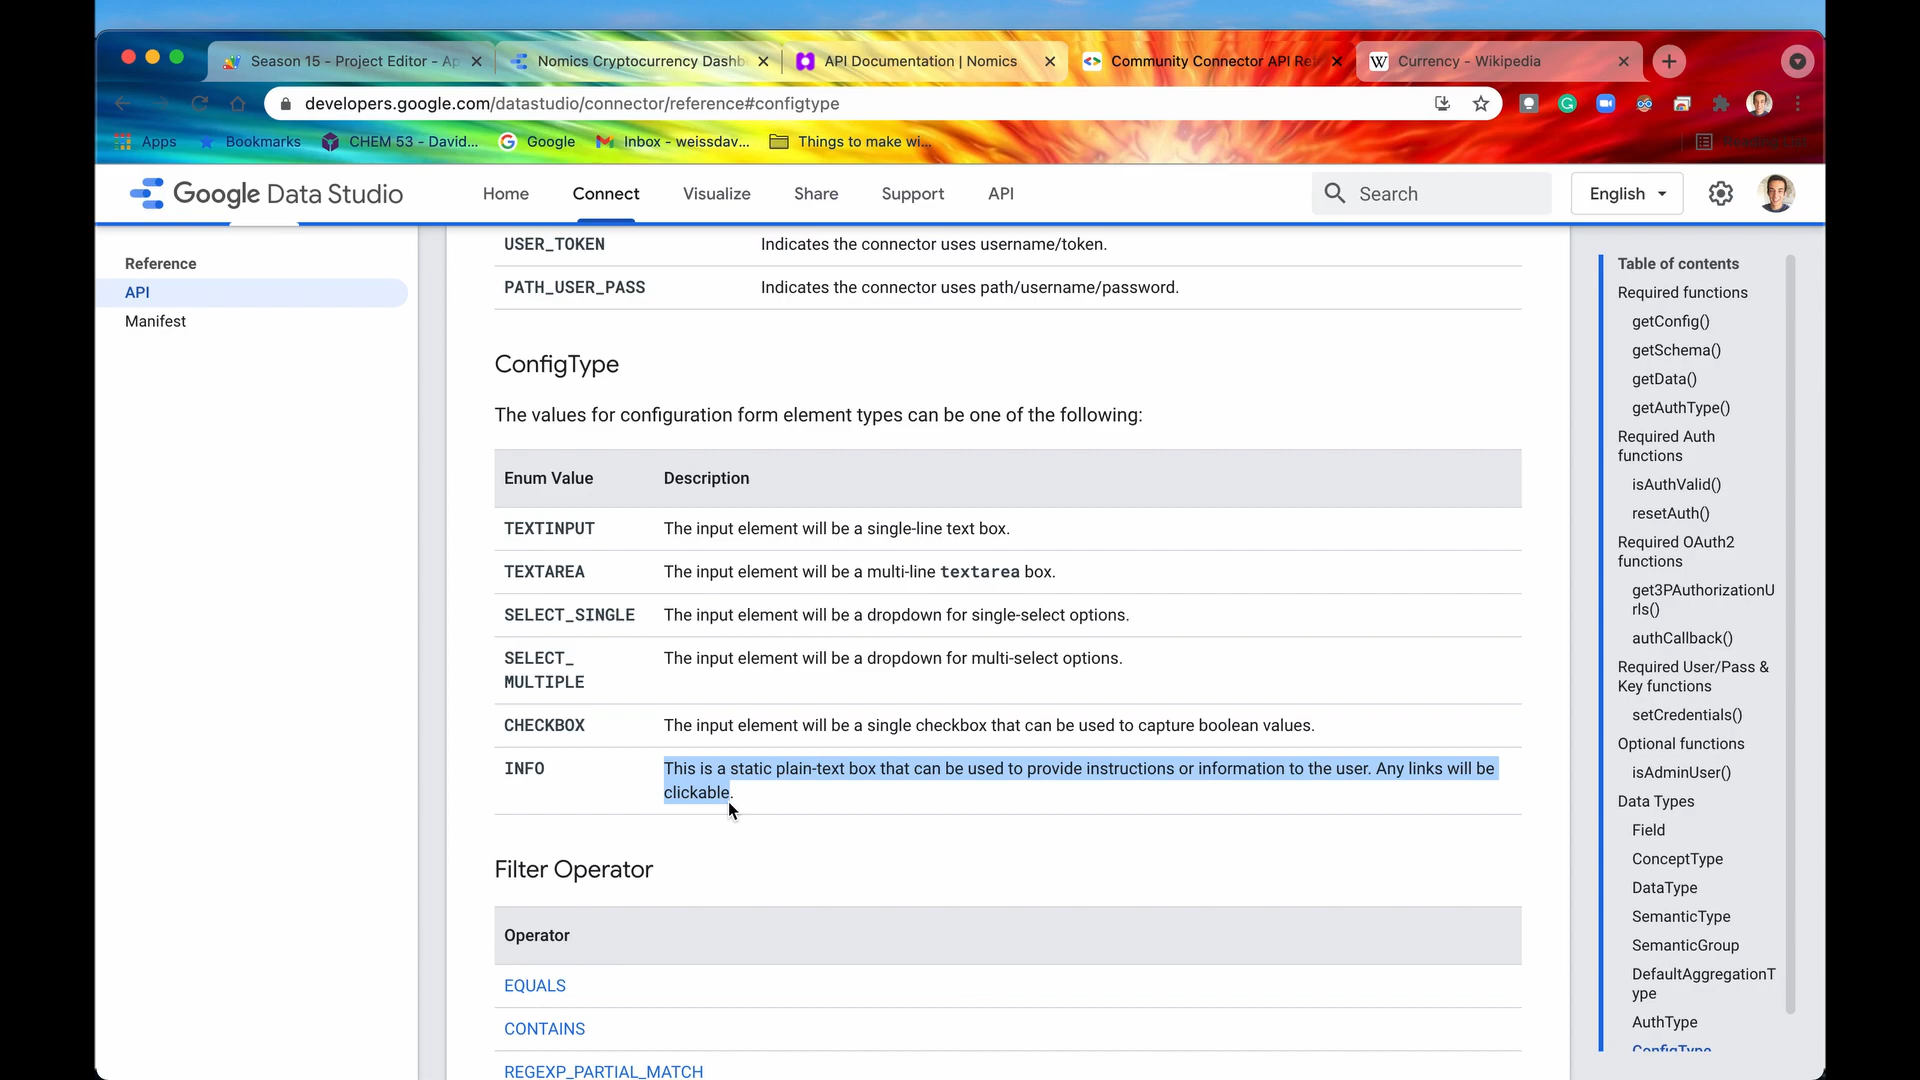 Season 15 - Project Editor - Ap
Nomics Cryptocurrency Dashb
API Documentation | Nomics
Community Connector API Re
Currency - Wikipedia
developers.google.com/datastudio/connector/reference#configtype
Apps
Bookmarks
CHEM 53 - David...
Google
Inbox - weissdav...
Things to make wi...
Reading List
Google Data Studio
Home
Connect
Visualize
Share
Support
API
Search
English
Reference
API
Manifest
USER_TOKEN Indicates the connector uses username/token.
PATH_USER_PASS Indicates the connector uses path/username/password.
ConfigType
The values for configuration form element types can be one of the following:
Enum Value Description
TEXTINPUT The input element will be a single-line text box.
TEXTAREA The input element will be a multi-line textarea box.
SELECT_SINGLE The input element will be a dropdown for single-select options.
SELECT_ The input element will be a dropdown for multi-select options.
MULTIPLE
CHECKBOX The input element will be a single checkbox that can be used to capture boolean values.
INFO This is a static plain-text box that can be used to provide instructions or information to the user. Any links will be
clickable.
Filter Operator
Operator
EQUALS
CONTAINS
REGEXP_PARTIAL_MATCH
Table of contents
Required functions
getConfig()
getSchema()
getData()
getAuthType()
Required Auth
functions
isAuthValid()
resetAuth()
Required OAuth2
functions
get3PAuthorizationU
rls()
authCallback()
Required User/Pass &
Key functions
setCredentials()
Optional functions
isAdminUser()
Data Types
Field
ConceptType
DataType
SemanticType
SemanticGroup
DefaultAggregationT
ype
AuthType
ConfigType